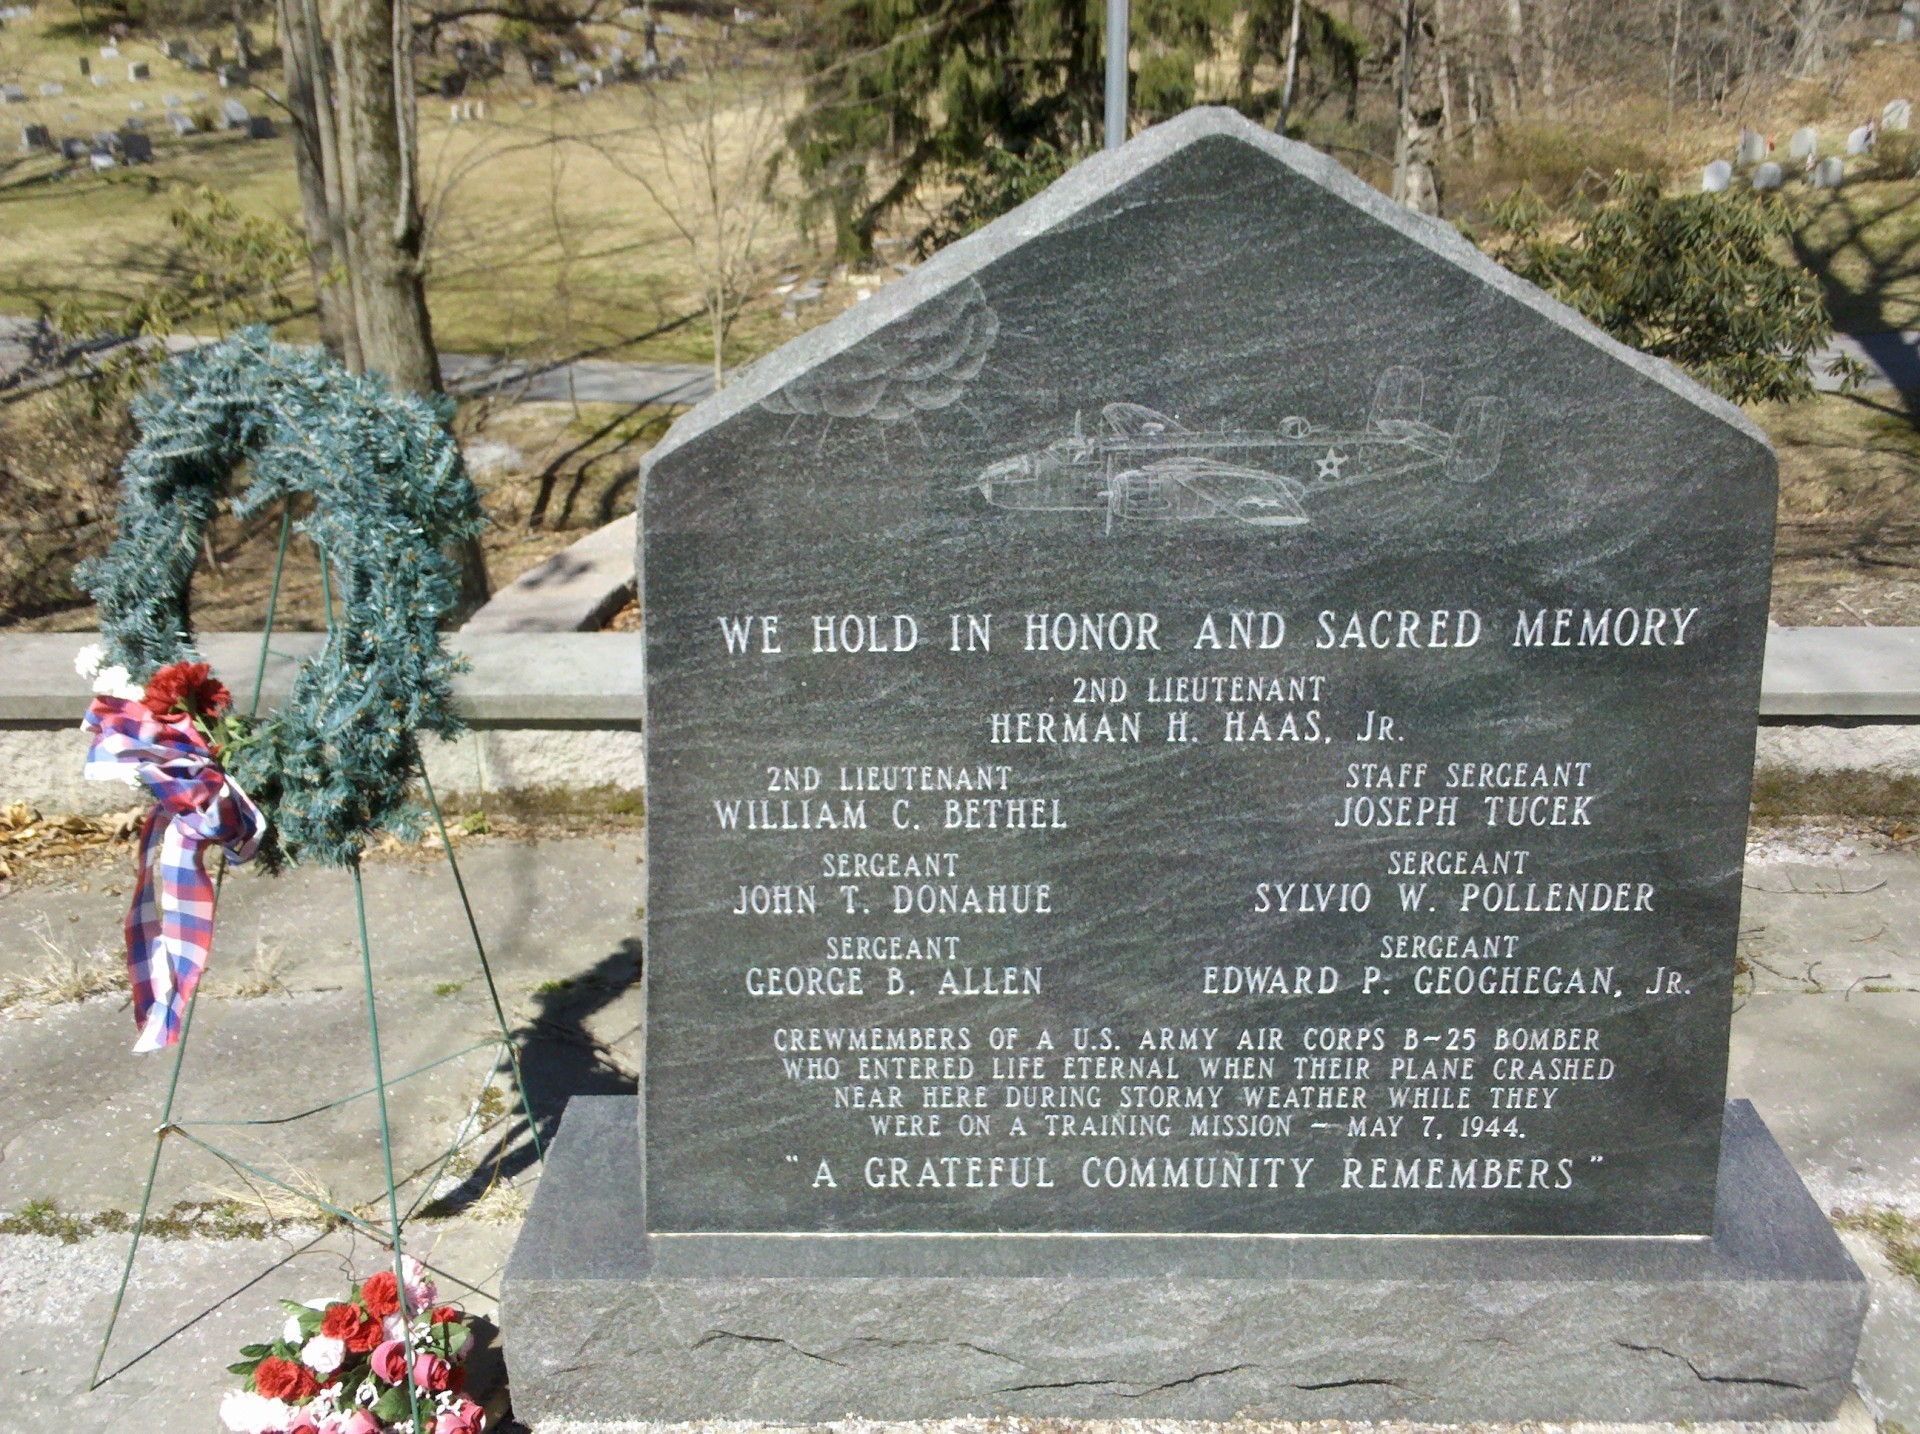 WE HOLD IN HONOR AND SACRED MEMORY
2ND LIEUTENANT
HERMAN H. HAAS, JR.
2ND LIEUTENANT
WILLIAM C. BETHEL
STAFF SERGEANT
JOSEPH TUCEK
SERGEANT
JOHN T. DONAHUE
SERGEANT
SYLVIO W. POLLENDER
SERGEANT
GEORGE B. ALLEN
SERGEANT
EDWARD P. GEOGHEGAN, JR.
CREWMEMBERS OF A U.S. ARMY AIR CORPS B~25 BOMBER
WHO ENTERED LIFE ETERNAL WHEN THEIR PLANE CRASHED
NEAR HERE DURING STORMY WEATHER WHILE THEY
WERE ON A TRAINING MISSION ~ MAY 7, 1944.
"A GRATEFUL COMMUNITY REMEMBERS"